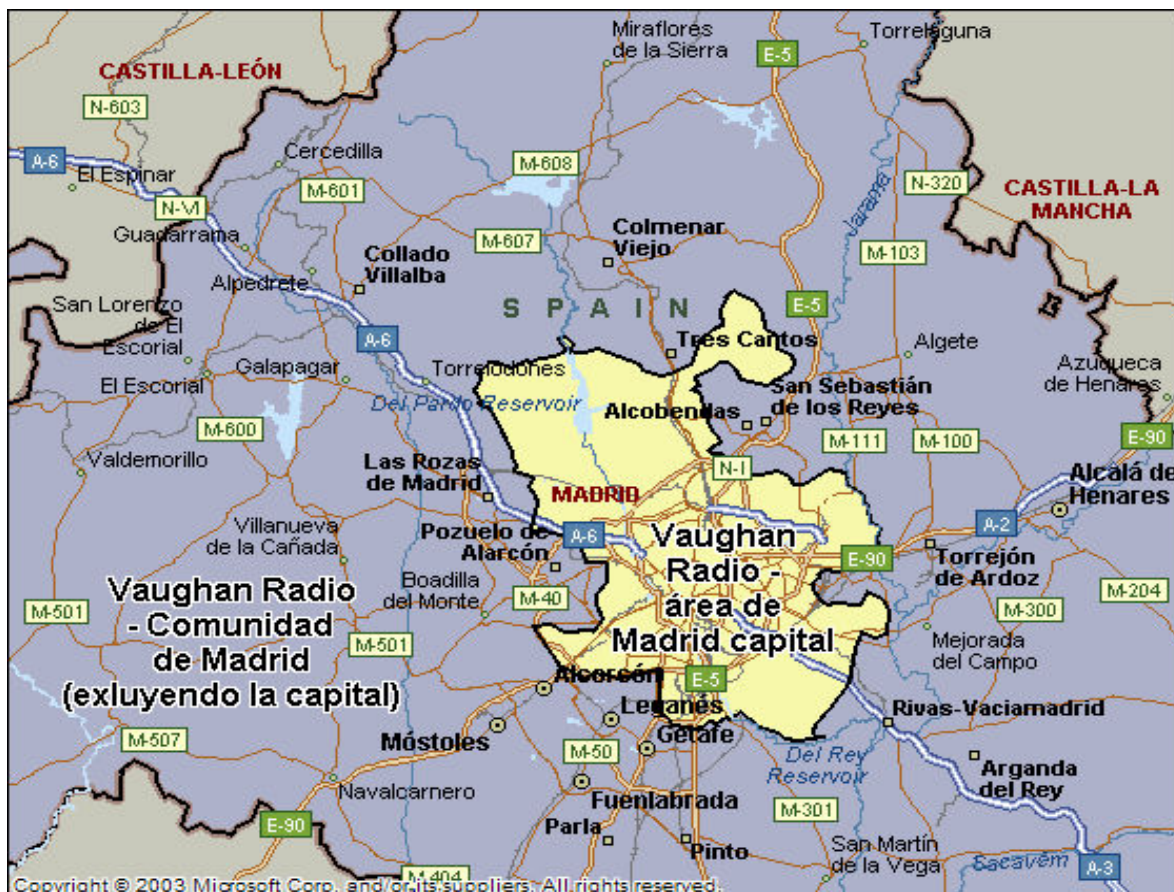 Miraflores
de la Sierra
E-5
Torrelaguna
CASTILLA-LEÓN
N-603
A-6
El Espinar
Cercedilla
M-608
M-601
N-320
CASTILLA-LA
MANCHA
N-VI
Guadarrama
M-607
Colmenar
Viejo
Jarama
M-103
Collado
Villalba
Alpedrete
San Lorenzo
de El
Escorial
SPAIN
E-5
A-6
Tres Cantos
Algete
Azuqueca
de Henares
El Escorial
Galapagar
Torrelodones
Del Pardo Reservoir
San Sebastián
de los Reyes
Alcobendas
M-600
M-111
M-100
E-90
Valdemorillo
Las Rozas
de Madrid
N-I
MADRID
Alcalá de
Henares
Villanueva
de la Cañada
Pozuelo de
Alarcón
A-6
A-2
Vaughan
Radio -
área de
Madrid capital
E-90
Torrejón
de Ardoz
Boadilla
del Monte
M-40
M-204
M-300
M-501
Vaughan Radio
- Comunidad
de Madrid
(exluyendo la capital)
M-501
Mejorada
del Campo
Alcorcón
E-5
Leganés
Rivas-Vaciamadrid
Móstoles
Getafe
M-507
M-50
Del Rey
Reservoir
Arganda
del Rey
Navalcarnero
Fuenlabrada
M-301
E-90
Parla
Pinto
San Martín
de la Vega
Sacavém
A-3
M-404
Copyright © 2003 Microsoft Corp. and/or its suppliers. All rights reserved.